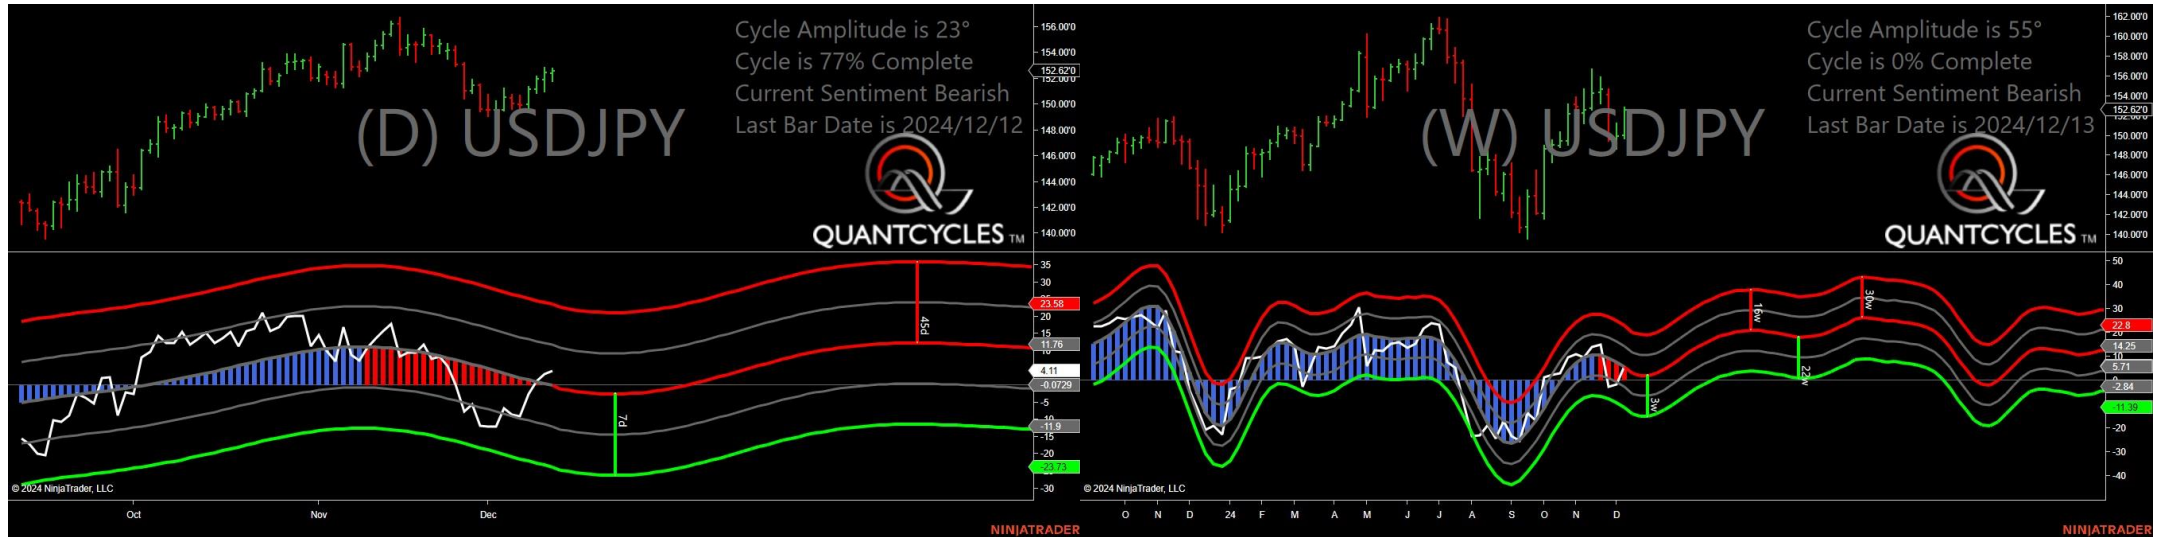 Cycle Amplitude is 23°
Cycle is 77% Complete
Current Sentiment Bearish
Last Bar Date is 2024/12/12
(D) USDJPY
QUANTCYCLES TM
156.00'0
154.00'0
152.62'0
152.00'0
150.00'0
148.00'0
146.00'0
144.00'0
142.00'0
140.00'0
35
30
23.58
20
15
11.76
4.11
-0.0729
-5
-11.9
-15
-20
-23.73
-30
45d
7d
© 2024 NinjaTrader, LLC
Oct Nov Dec
NINJATRADER
Cycle Amplitude is 55°
Cycle is 0% Complete
Current Sentiment Bearish
Last Bar Date is 2024/12/13
(W) USDJPY
QUANTCYCLES TM
162.00'0
160.00'0
158.00'0
156.00'0
154.00'0
152.62'0
150.00'0
148.00'0
146.00'0
144.00'0
142.00'0
140.00'0
50
40
30
22.8
14.25
10
5.71
-2.84
-11.39
-20
-30
-40
16w
30w
22w
3w
© 2024 NinjaTrader, LLC
O N D 24 F M A M J J A S O N D
NINJATRADER